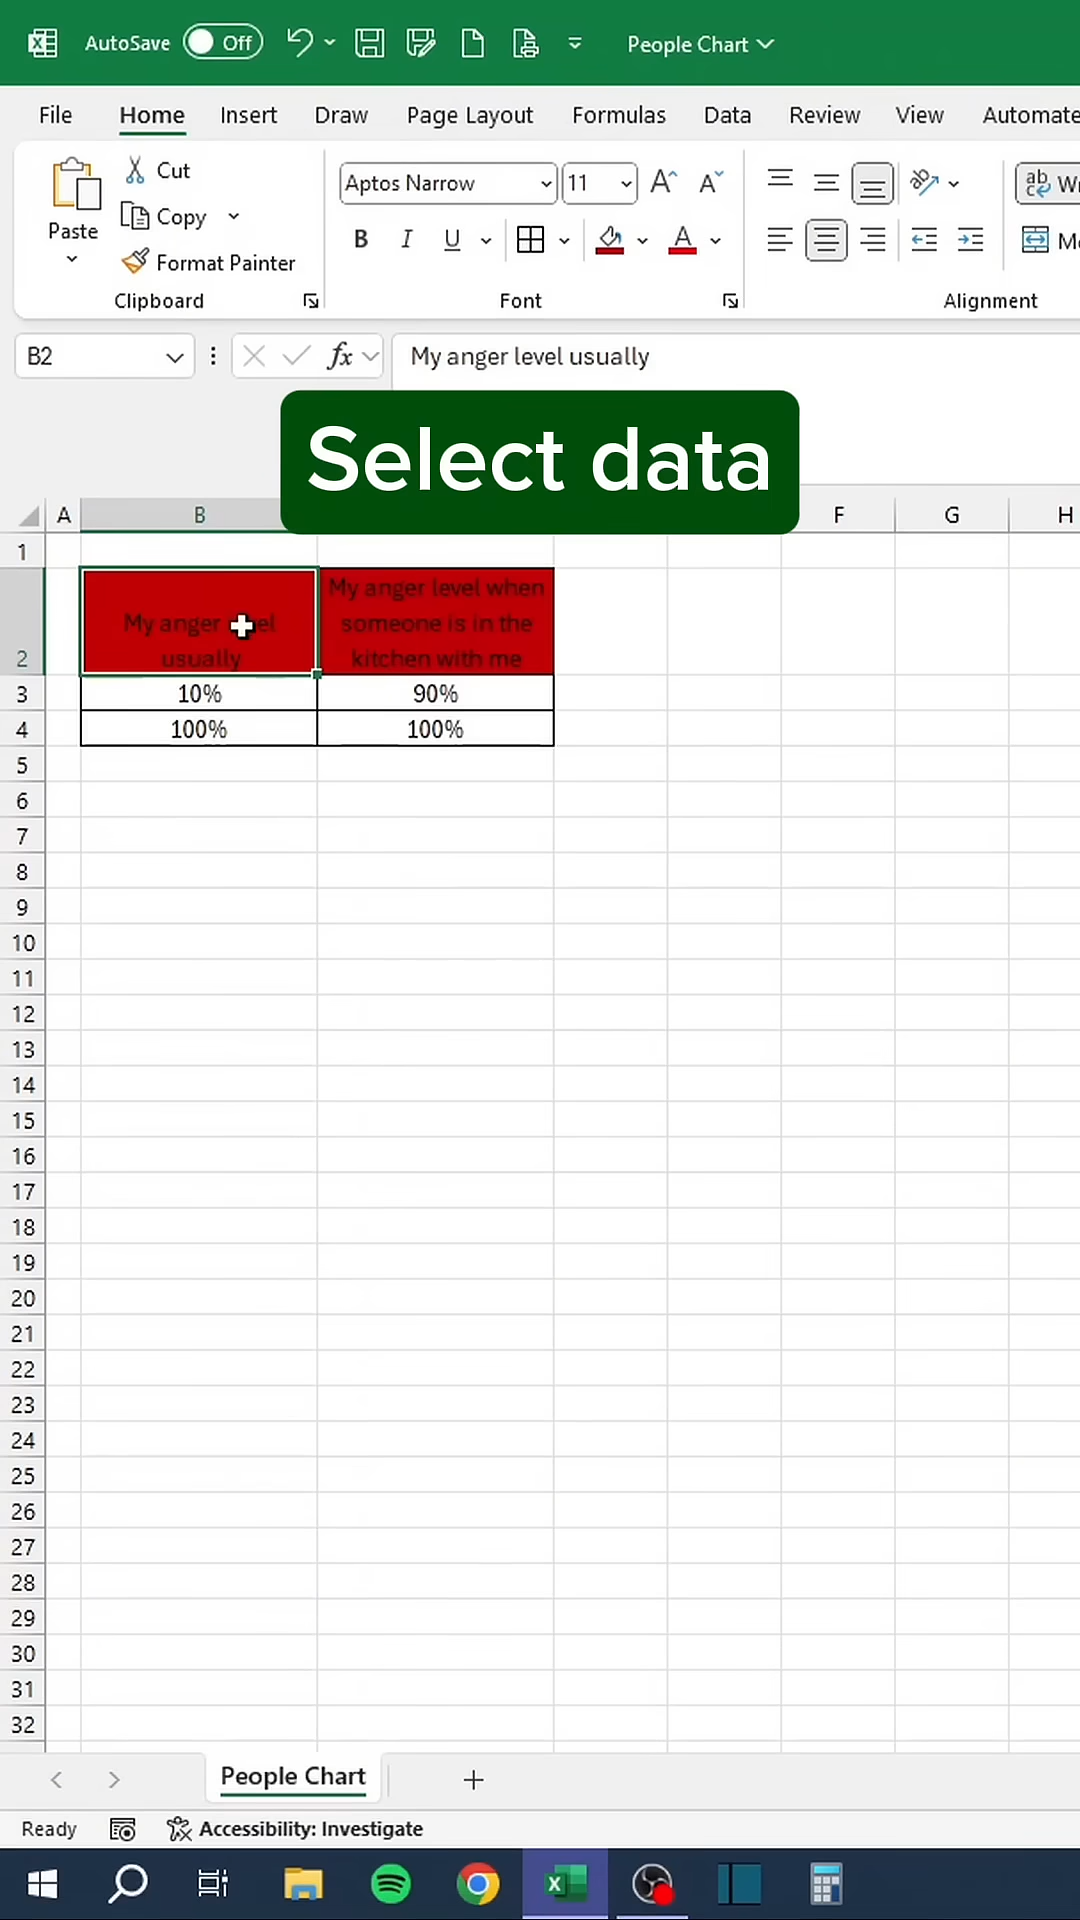 AutoSave Off People Chart
File Home Insert Draw Page Layout Formulas Data Review View Automate
Paste
Cut
Copy
Format Painter
Clipboard
Aptos Narrow 11
B I U A
Font
ab
Alignment
B2 fx My anger level usually
Select data
A B F G H
1
2
My anger
usually
My anger level when
someone is in the
kitchen with me
3 10% 90%
4 100% 100%
5
6
7
8
9
10
11
12
13
14
15
16
17
18
19
20
21
22
23
24
25
26
27
28
29
30
31
32
People Chart
Ready Accessibility: Investigate